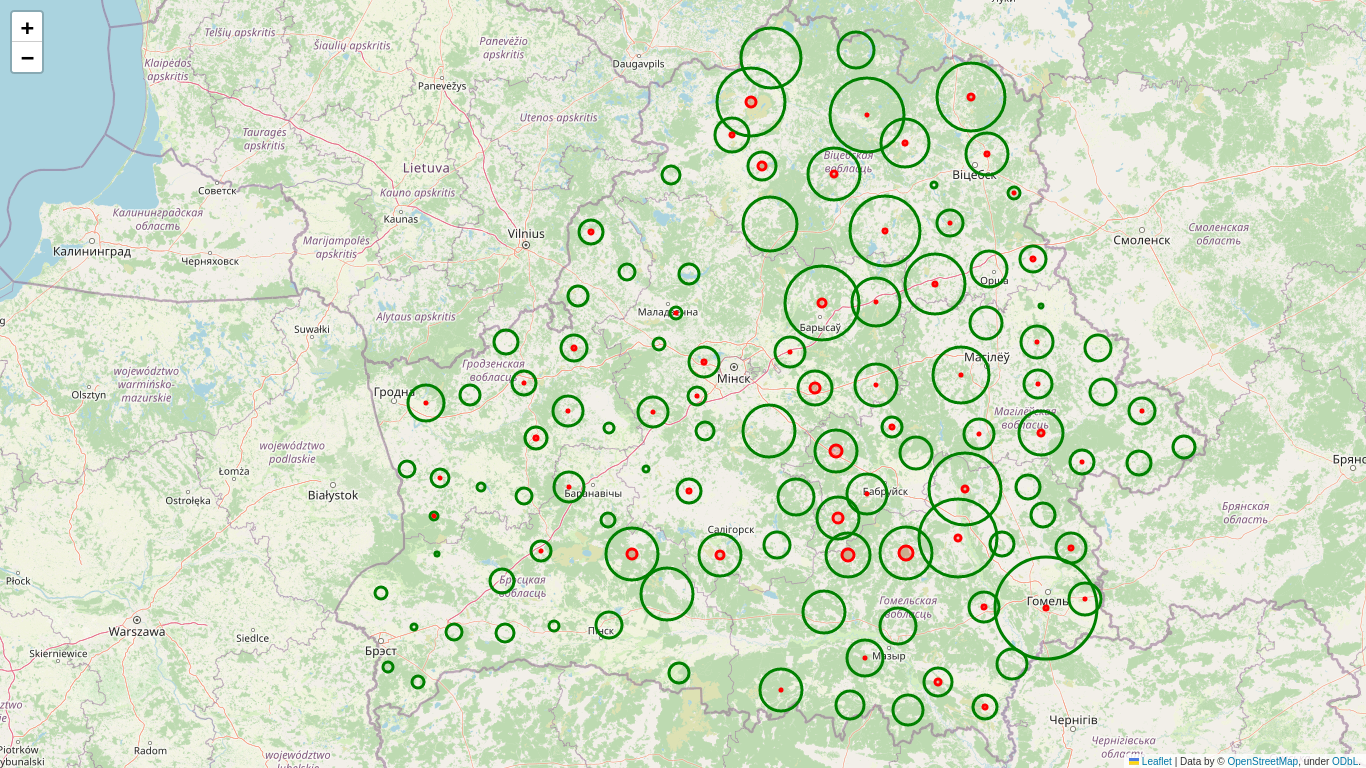 +
−
Луки
Telšių apskritis
Šiaulių apskritis
Panevėžio
apskritis
Klaipėdos
apskritis
Daugavpils
Panevėžys
Utenos apskritis
Tauragės
apskritis
Віцебская
вобласць
Lietuva
Віцебск
Советск
Kauno apskritis
Калининградская
область
Kaunas
Vilnius
Смоленск
Смоленская
область
Калининград
Черняховск
Marijampolės
apskritis
Орша
Маладзечна
Alytaus apskritis
Барысаў
Suwałki
Магілёў
Гродзенская
вобласць
Мінск
województwo
warmińsko-
mazurskie
Olsztyn
Гродна
Магілёўская
вобласць
województwo
podlaskie
Łomża
Брянс
Ostrołęka
Białystok
Баранавічы
Бабруйск
Брянская
область
Салігорск
Płock
Брэсцкая
вобласць
Гомельская
вобласць
Гомель
Warszawa
Siedlce
Пінск
Skierniewice
Брэст
Мазыр
Чернігів
Radom
Чернігівська
область
Piotrków
rybunalski
województwo
lubelskie
Leaflet | Data by © OpenStreetMap, under ODbL.